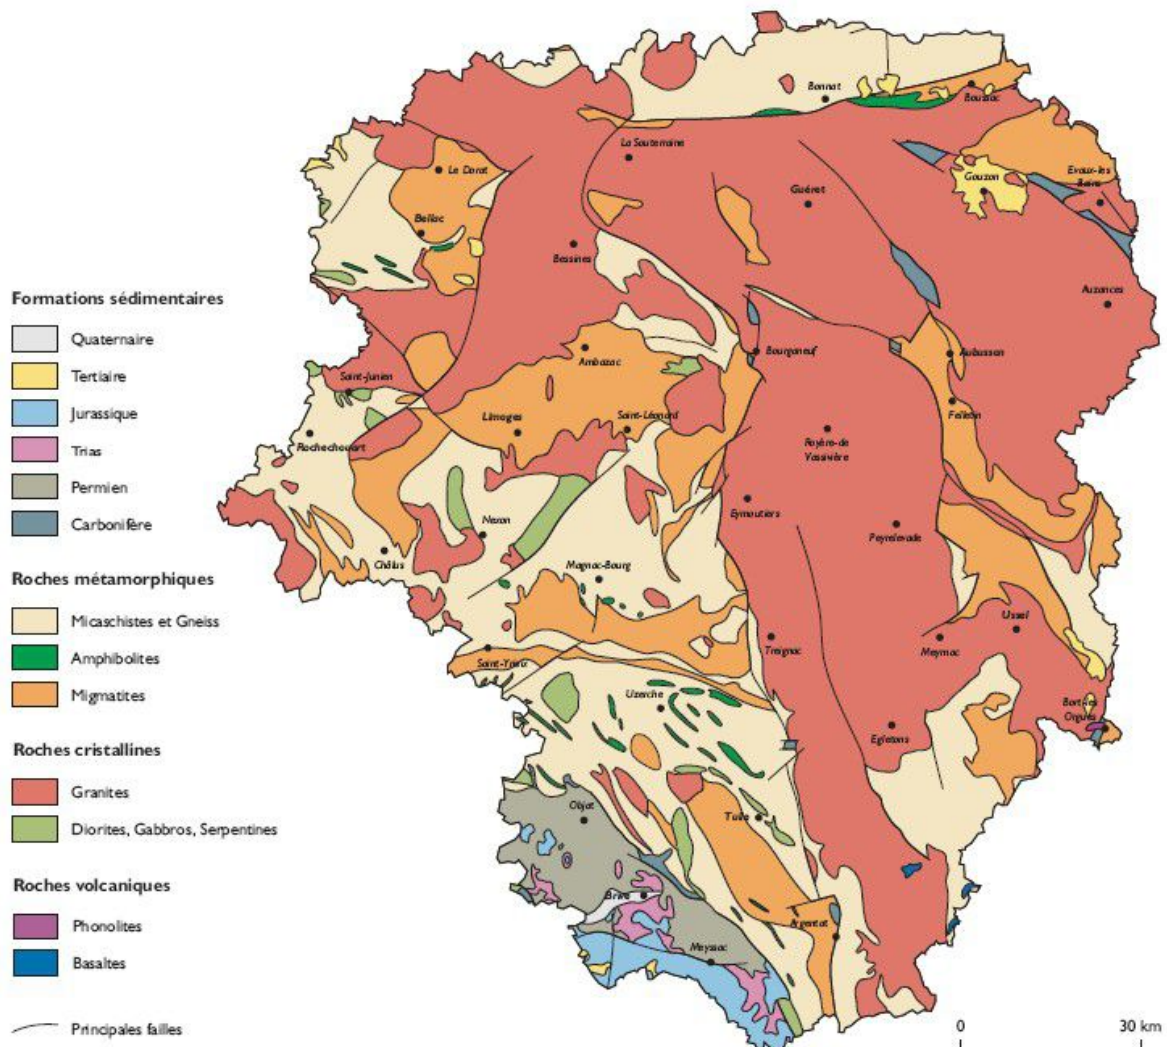 Formations sédimentaires
Quaternaire
Tertiaire
Jurassique
Trias
Permien
Carbonifère
Roches métamorphiques
Micaschistes et Gneiss
Amphibolites
Migmatites
Roches cristallines
Granites
Diorites, Gabbros, Serpentines
Roches volcaniques
Phonolites
Basaltes
Principales failles
Bonnat
Boussac
La Souterraine
Le Dorat
Gouzon
Evaux-les
Bains
Guéret
Bellac
Bessines
Auzances
Ambazac
Bourganeuf
Aubusson
Saint-Junien
Felletin
Limoges
Saint-Léonard
Rochechouart
Royère-de
Vassivière
Eymoutiers
Nexon
Peyrelevade
Châlus
Magnac-Bourg
Ussel
Treignac
Meymac
Saint-Yrieix
Uzerche
Bort-les
Orgues
Egletons
Objat
Tulle
Brive
Argentat
Meyssac
0 30 km